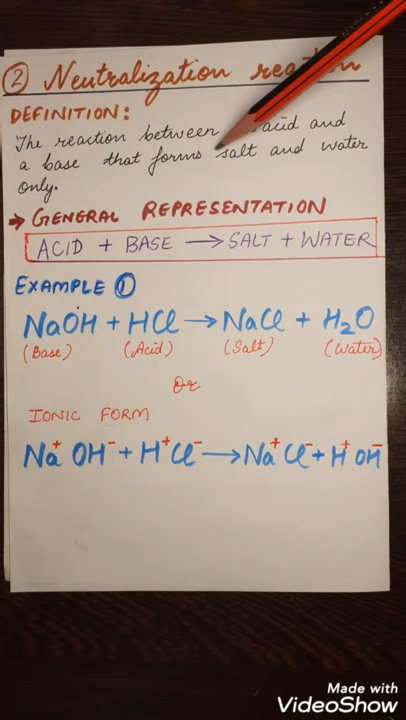 ② Neutralization reaction
DEFINITION:
The reaction between acid and
a base that forms salt and water
only.
→ GENERAL REPRESENTATION
ACID + BASE → SALT + WATER
EXAMPLE ①
NaOH + HCl → NaCl + H₂O
(Base) (Acid) (Salt) (Water)
Or
IONIC FORM
Na⁺ OH⁻ + H⁺Cl⁻ → Na⁺Cl⁻ + H⁺ OH⁻
Made with
VideoShow